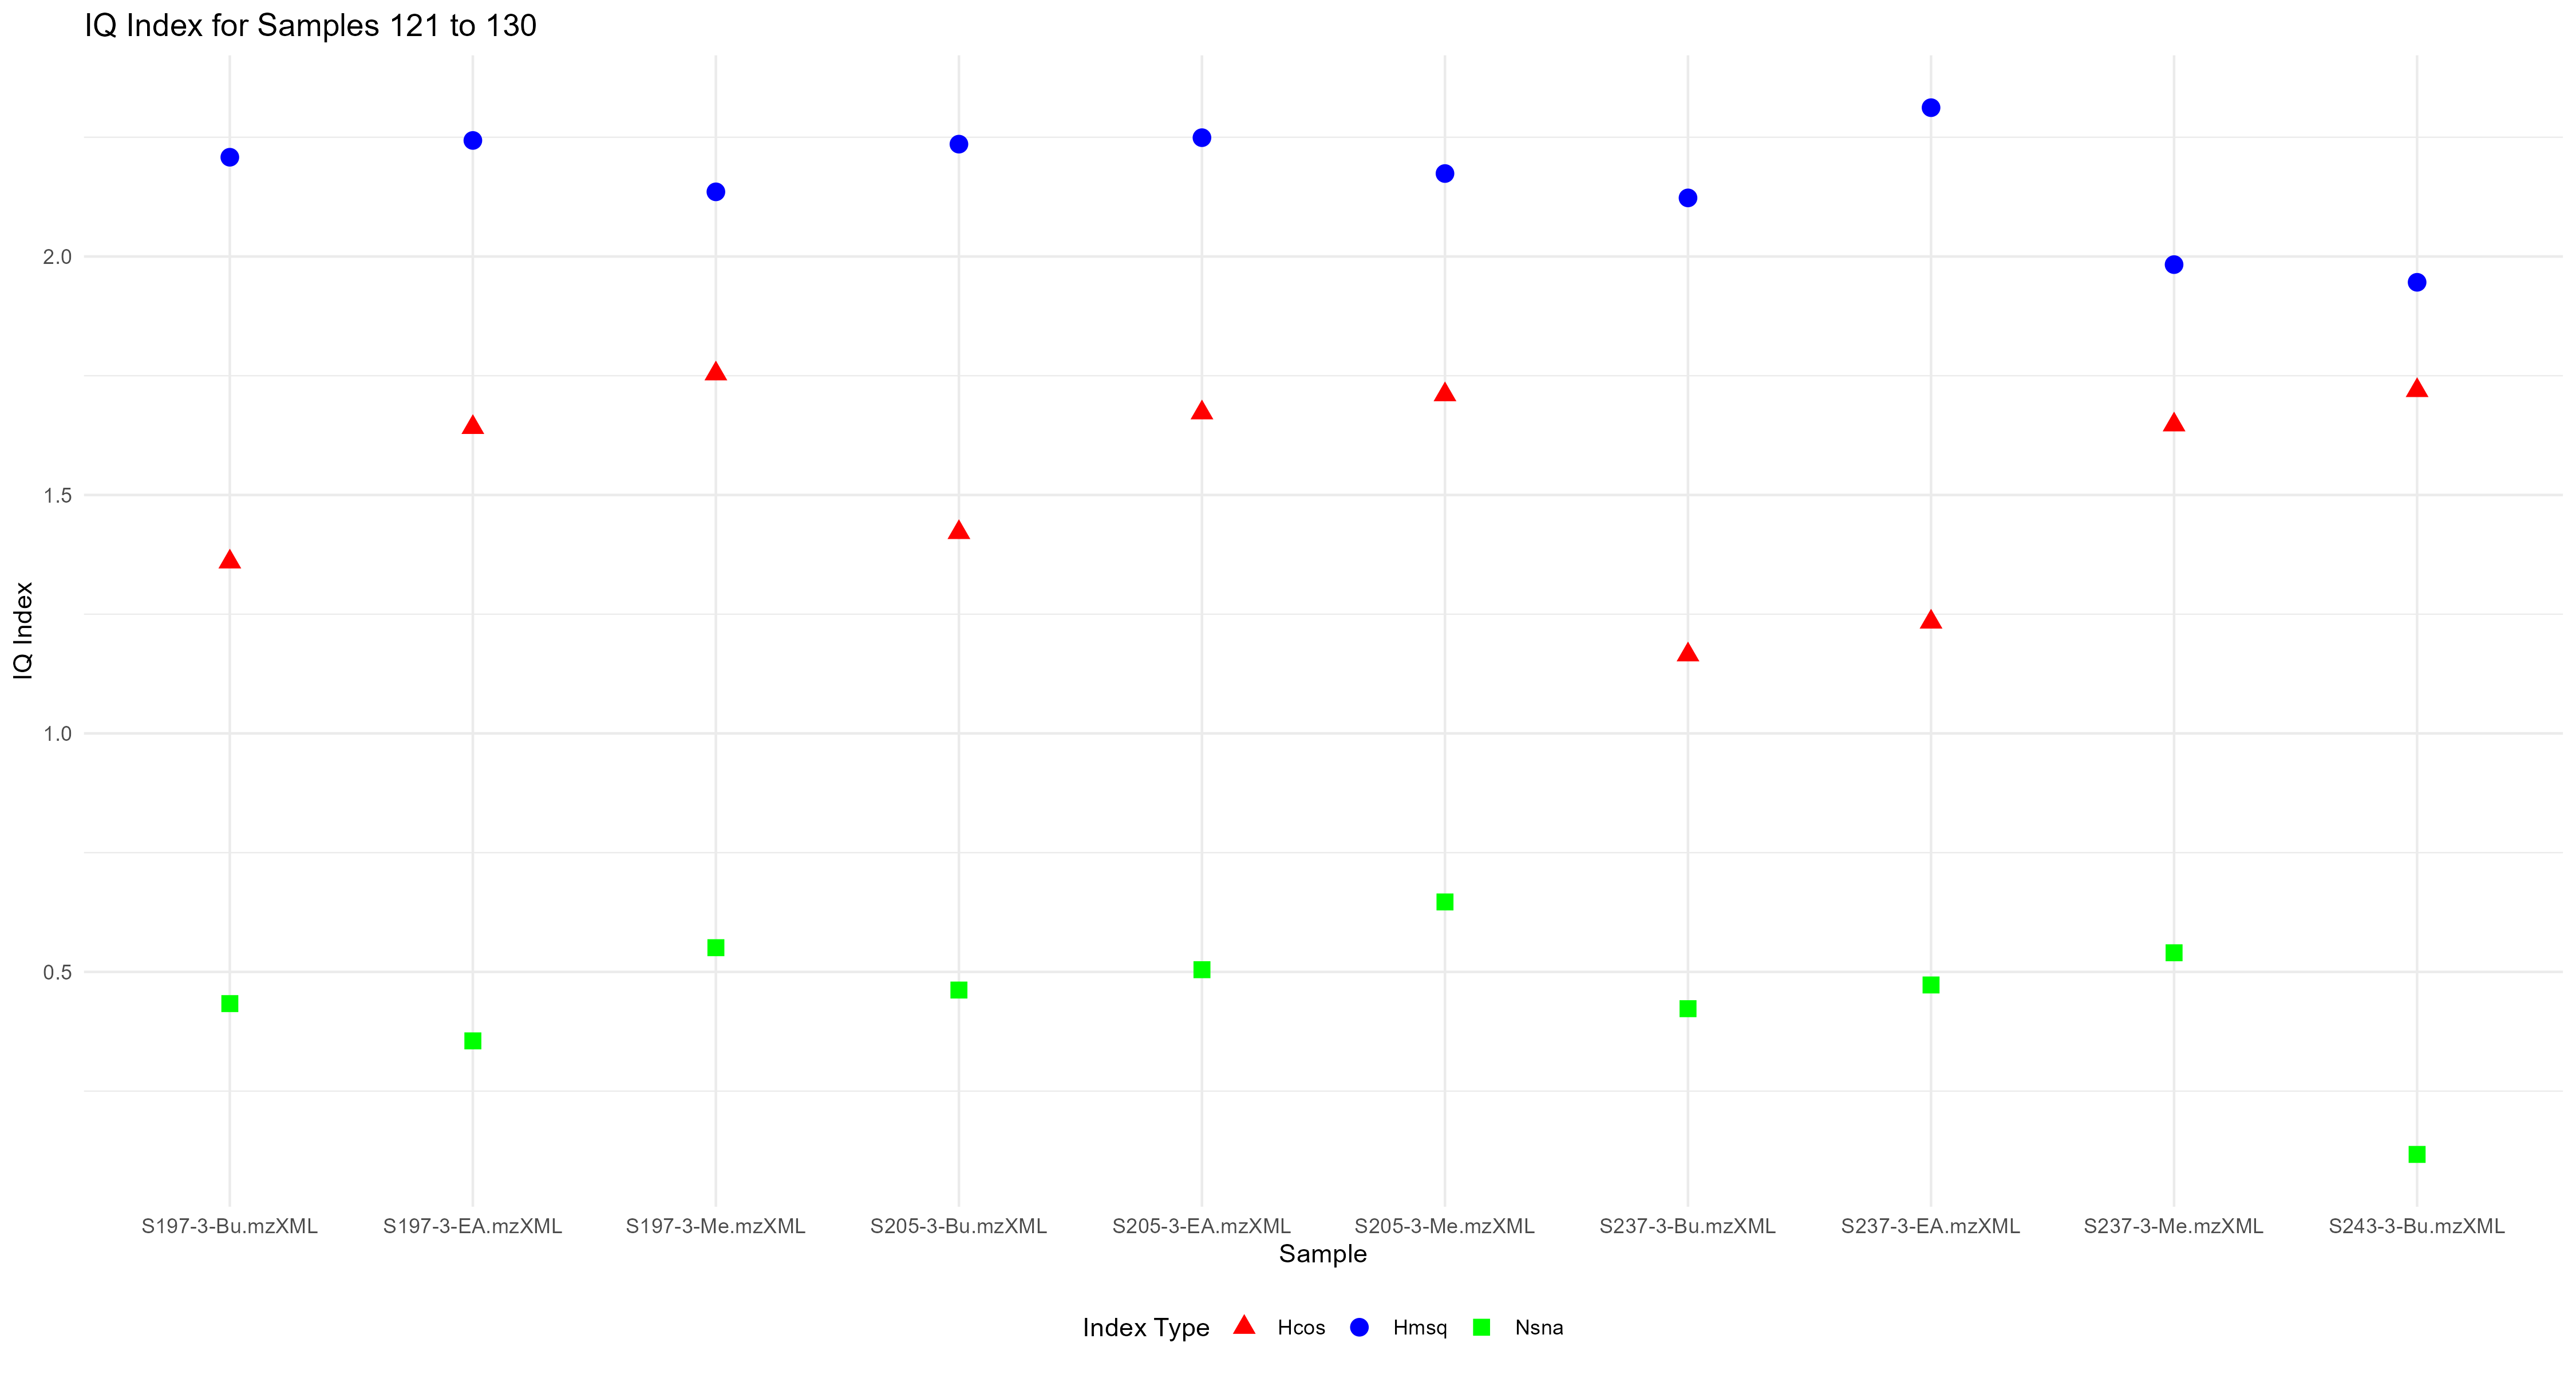 IQ Index for Samples 121 to 130
IQ Index
2.0
1.5
1.0
0.5
S197-3-Bu.mzXML S197-3-EA.mzXML S197-3-Me.mzXML S205-3-Bu.mzXML S205-3-EA.mzXML S205-3-Me.mzXML S237-3-Bu.mzXML S237-3-EA.mzXML S237-3-Me.mzXML S243-3-Bu.mzXML
Sample
Index Type Hcos Hmsq Nsna